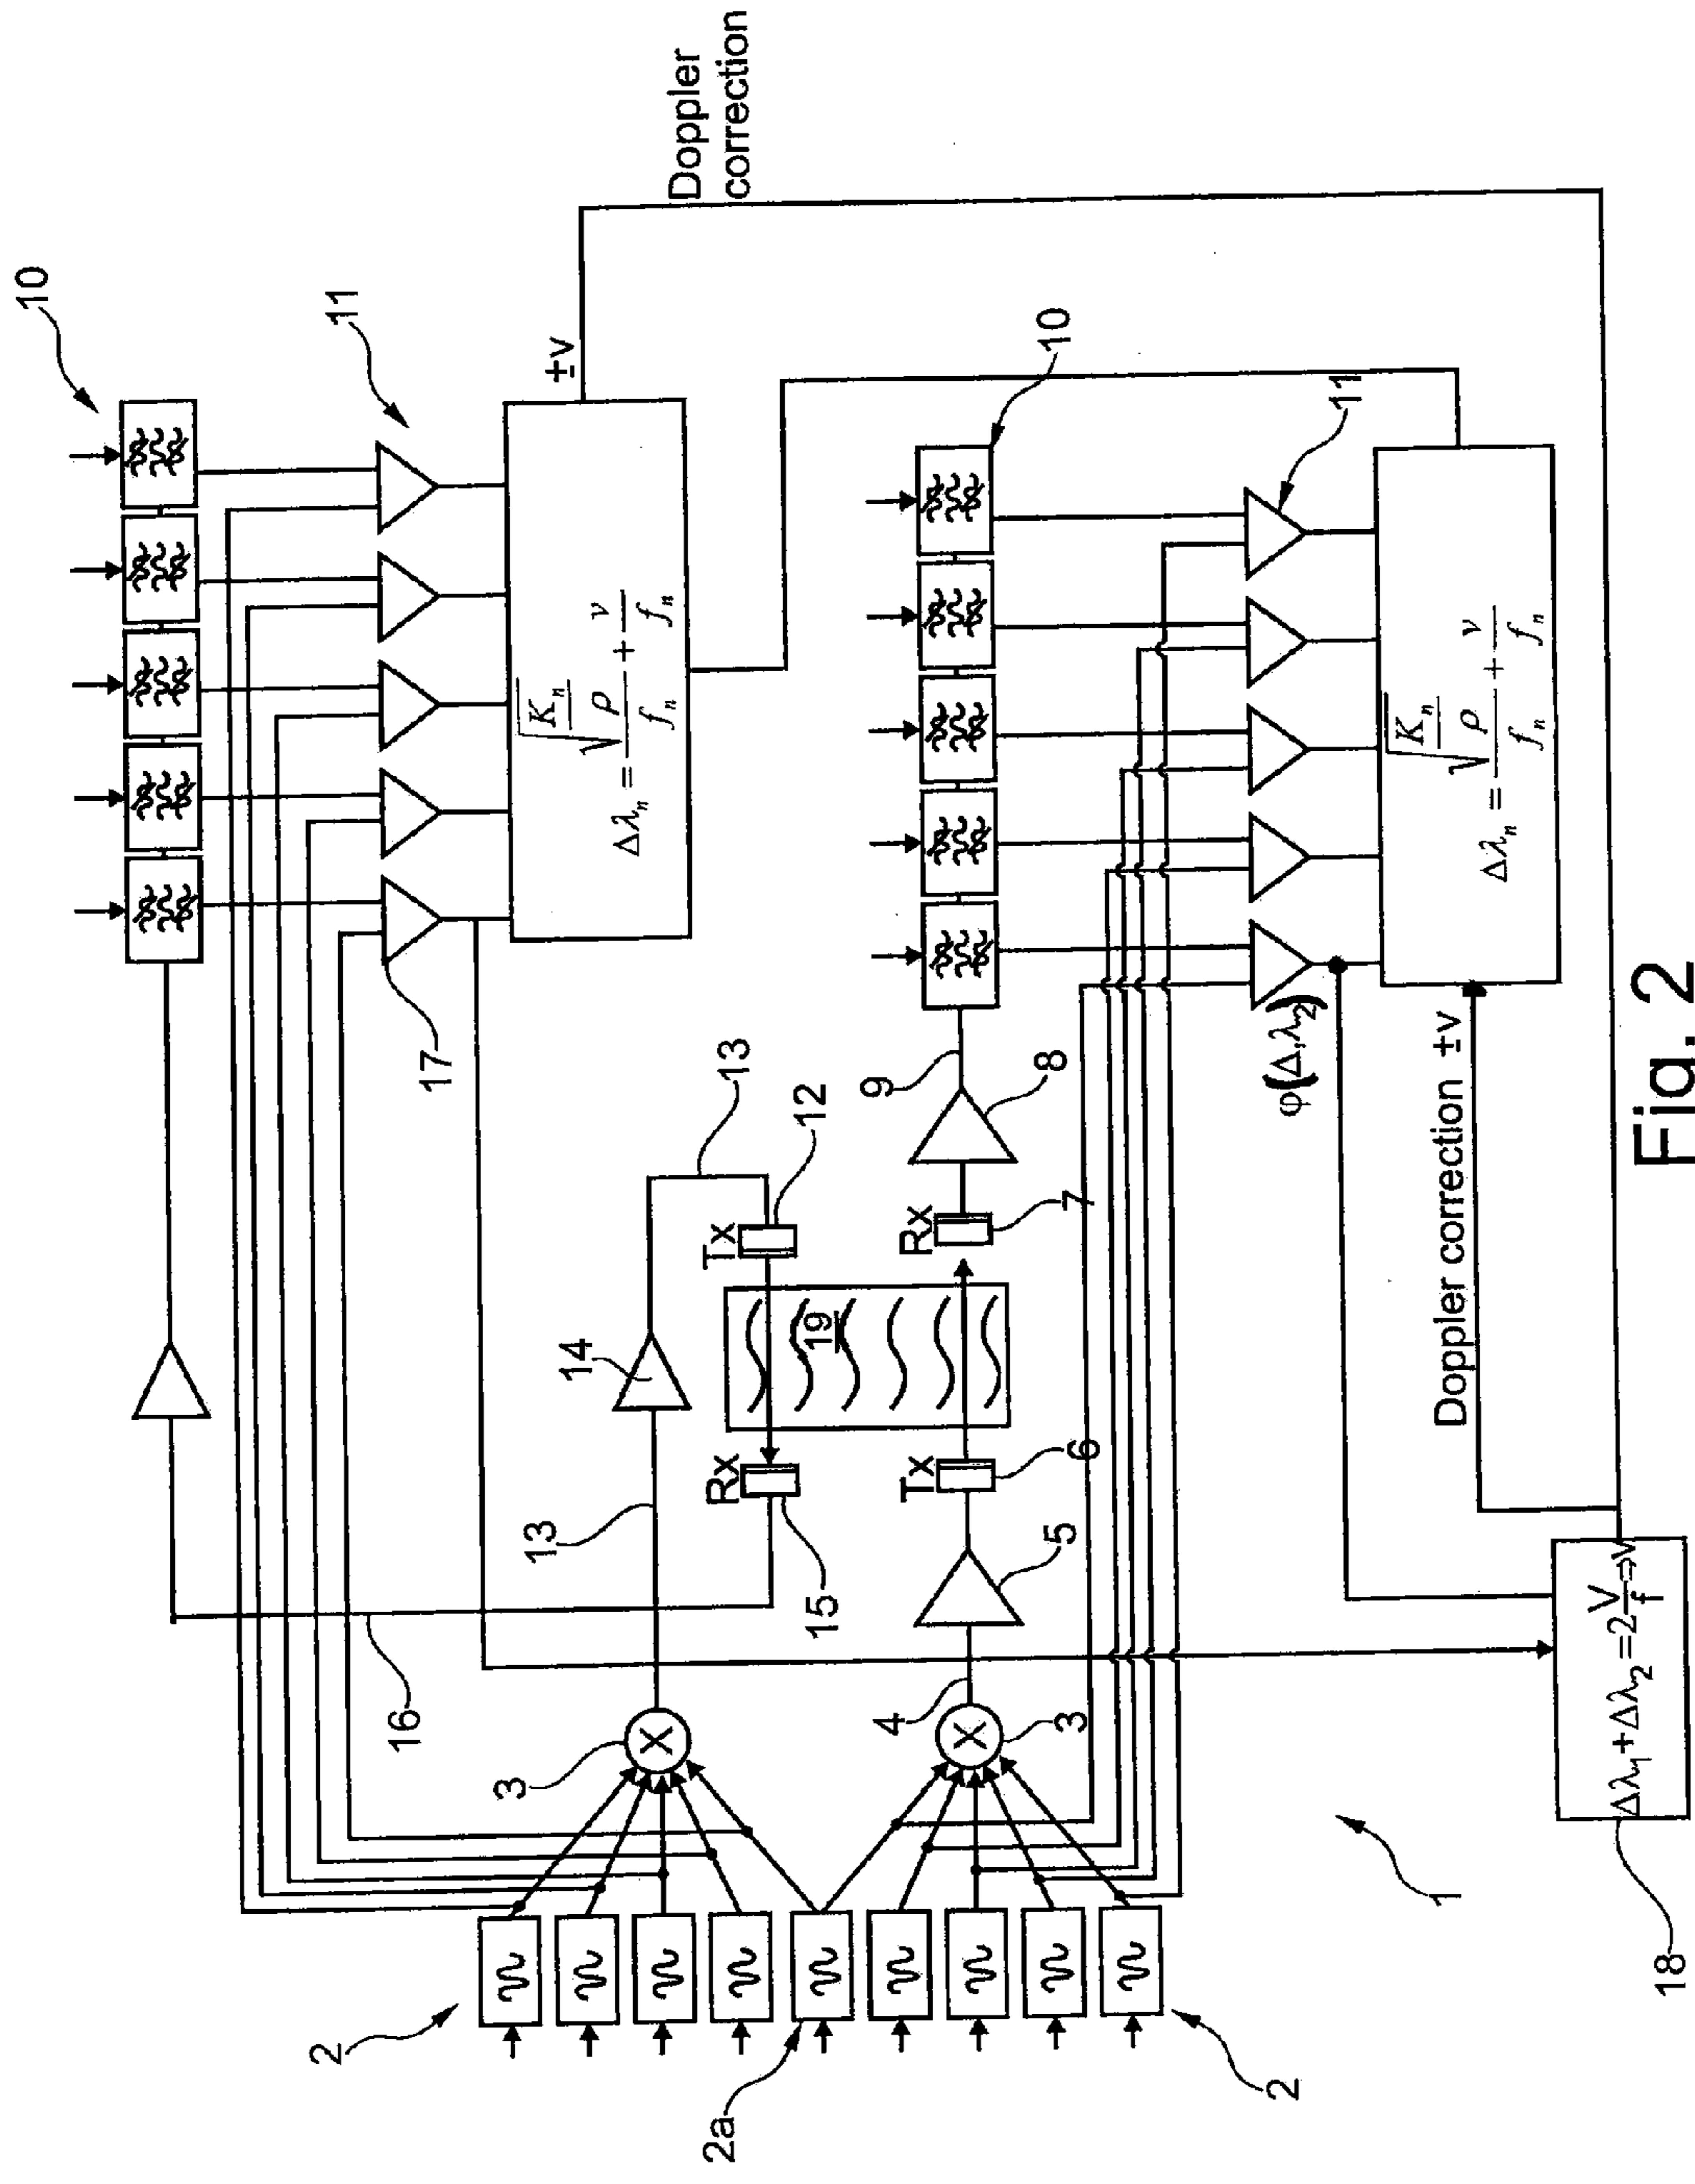 10
11
±v
Doppler
correction
Δλₙ = √(Kₙ/ρ)/fₙ + v/fₙ
17
10
11
13
12
Tx
14
13
19
Rx
15
16
9
8
Rx
7
Tx
6
5
4
3
3
φ(Δ,λ₂)
Δλₙ = √(Kₙ/ρ)/fₙ + v/fₙ
Doppler correction ±v
2
2a
2
1
Δλ₁+Δλ₂=2V/f⇒v
18
Fig. 2